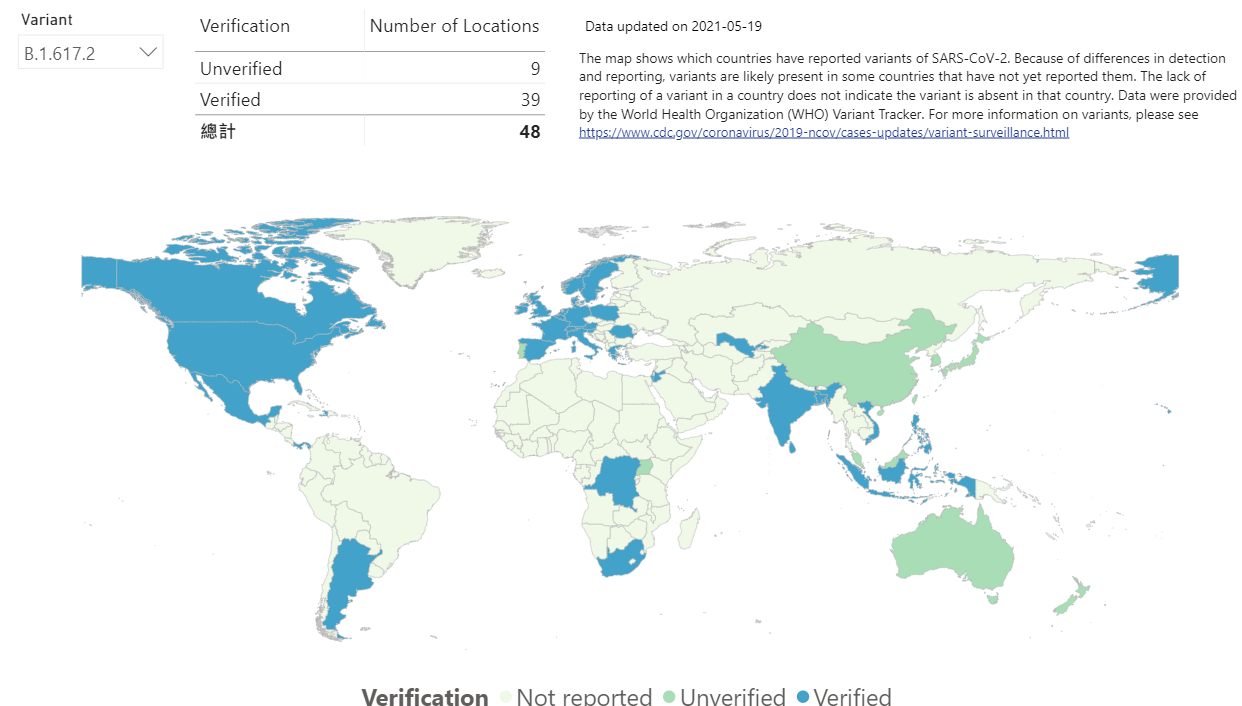 Variant
B.1.617.2
Verification Number of Locations
Unverified 9
Verified 39
總計 48
Data updated on 2021-05-19
The map shows which countries have reported variants of SARS-CoV-2. Because of differences in detection
and reporting, variants are likely present in some countries that have not yet reported them. The lack of
reporting of a variant in a country does not indicate the variant is absent in that country. Data were provided
by the World Health Organization (WHO) Variant Tracker. For more information on variants, please see
https://www.cdc.gov/coronavirus/2019-ncov/cases-updates/variant-surveillance.html
Verification Not reported Unverified Verified